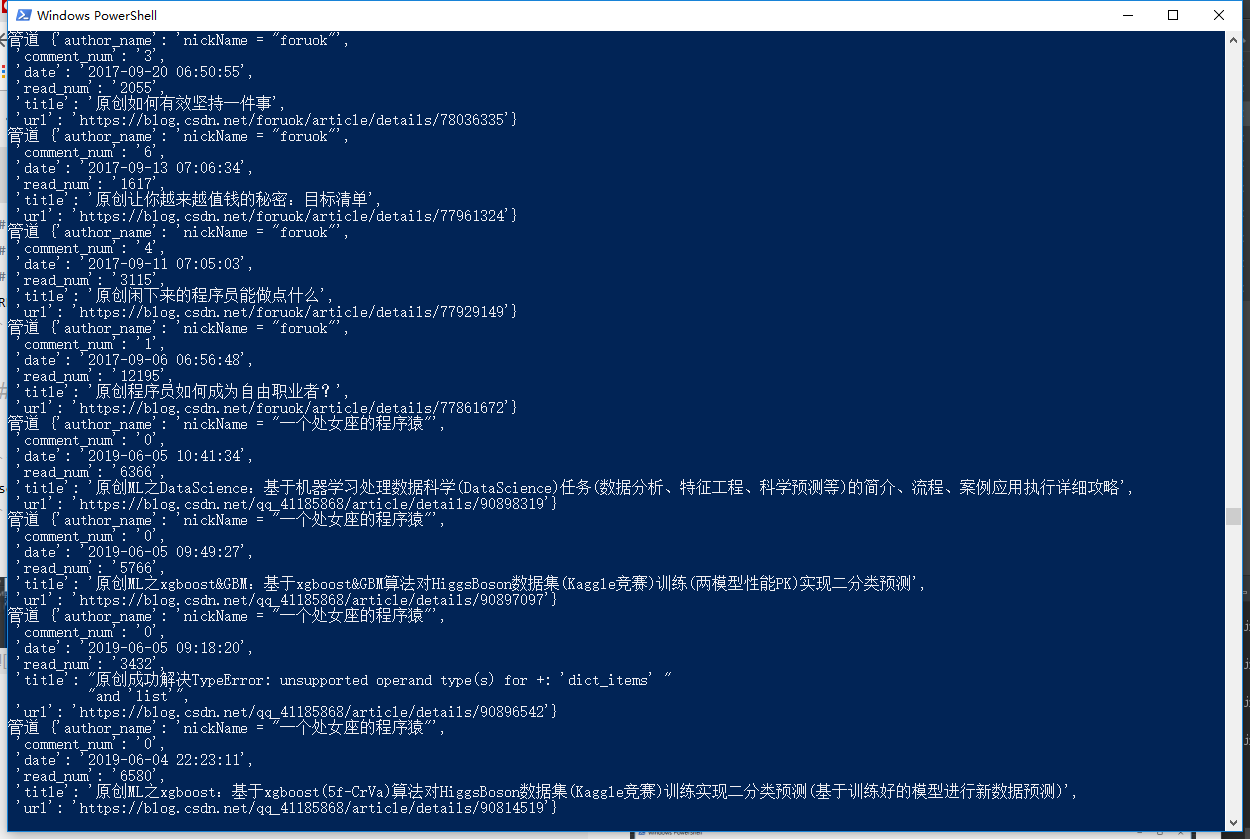 Windows PowerShell
管道 {'author_name': 'nickName = "foruok"',
'comment_num': '3',
'date': '2017-09-20 06:50:55',
'read_num': '2055',
'title': '原创如何有效坚持一件事',
'url': 'https://blog.csdn.net/foruok/article/details/78036335'}
管道 {'author_name': 'nickName = "foruok"',
'comment_num': '6',
'date': '2017-09-13 07:06:34',
'read_num': '1617',
'title': '原创让你越来越值钱的秘密：目标清单',
'url': 'https://blog.csdn.net/foruok/article/details/77961324'}
管道 {'author_name': 'nickName = "foruok"',
'comment_num': '4',
'date': '2017-09-11 07:05:03',
'read_num': '3115',
'title': '原创闲下来的程序员能做点什么',
'url': 'https://blog.csdn.net/foruok/article/details/77929149'}
管道 {'author_name': 'nickName = "foruok"',
'comment_num': '1',
'date': '2017-09-06 06:56:48',
'read_num': '12195',
'title': '原创程序员如何成为自由职业者？',
'url': 'https://blog.csdn.net/foruok/article/details/77861672'}
管道 {'author_name': 'nickName = "一个处女座的程序猿"',
'comment_num': '0',
'date': '2019-06-05 10:41:34',
'read_num': '6366',
'title': '原创ML之DataScience：基于机器学习处理数据科学(DataScience)任务(数据分析、特征工程、科学预测等)的简介、流程、案例应用执行详细攻略',
'url': 'https://blog.csdn.net/qq_41185868/article/details/90898319'}
管道 {'author_name': 'nickName = "一个处女座的程序猿"',
'comment_num': '0',
'date': '2019-06-05 09:49:27',
'read_num': '5766',
'title': '原创ML之xgboost&GBM：基于xgboost&GBM算法对HiggsBoson数据集(Kaggle竞赛)训练(两模型性能PK)实现二分类预测',
'url': 'https://blog.csdn.net/qq_41185868/article/details/90897097'}
管道 {'author_name': 'nickName = "一个处女座的程序猿"',
'comment_num': '0',
'date': '2019-06-05 09:18:20',
'read_num': '3432',
'title': "原创成功解决TypeError: unsupported operand type(s) for +: 'dict_items' "
"and 'list'",
'url': 'https://blog.csdn.net/qq_41185868/article/details/90896542'}
管道 {'author_name': 'nickName = "一个处女座的程序猿"',
'comment_num': '0',
'date': '2019-06-04 22:23:11',
'read_num': '6580',
'title': '原创ML之xgboost：基于xgboost(5f-CrVa)算法对HiggsBoson数据集(Kaggle竞赛)训练实现二分类预测(基于训练好的模型进行新数据预测)',
'url': 'https://blog.csdn.net/qq_41185868/article/details/90814519'}